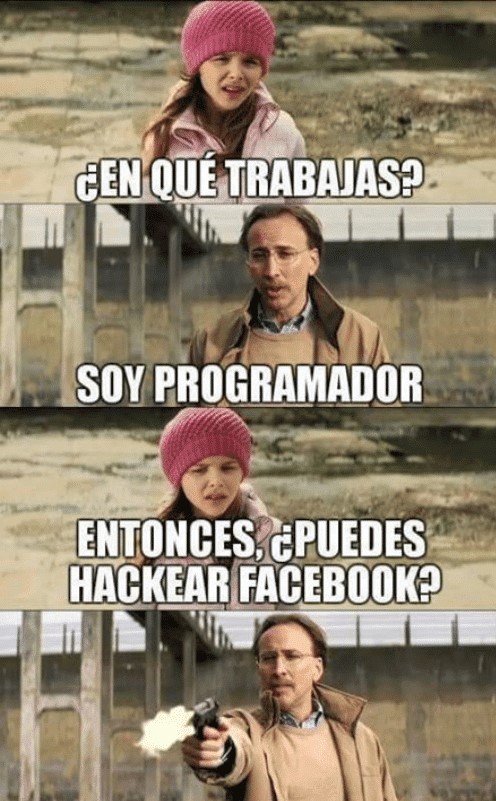 ¿EN QUÉ TRABAJAS?
SOY PROGRAMADOR
ENTONCES, ¿PUEDES
HACKEAR FACEBOOK?